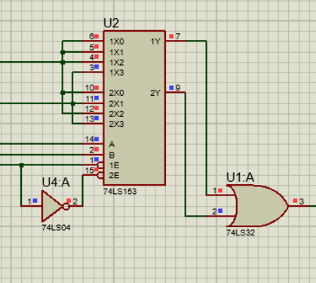 U2
6 1X0 1Y 7
5 1X1
4 1X2
3 1X3
10 2X0 2Y 9
11 2X1
12 2X2
13 2X3
14 A
2 B
1 1E
15 2E
74LS153
U4:A
1 2
74LS04
U1:A
1
2
3
74LS32